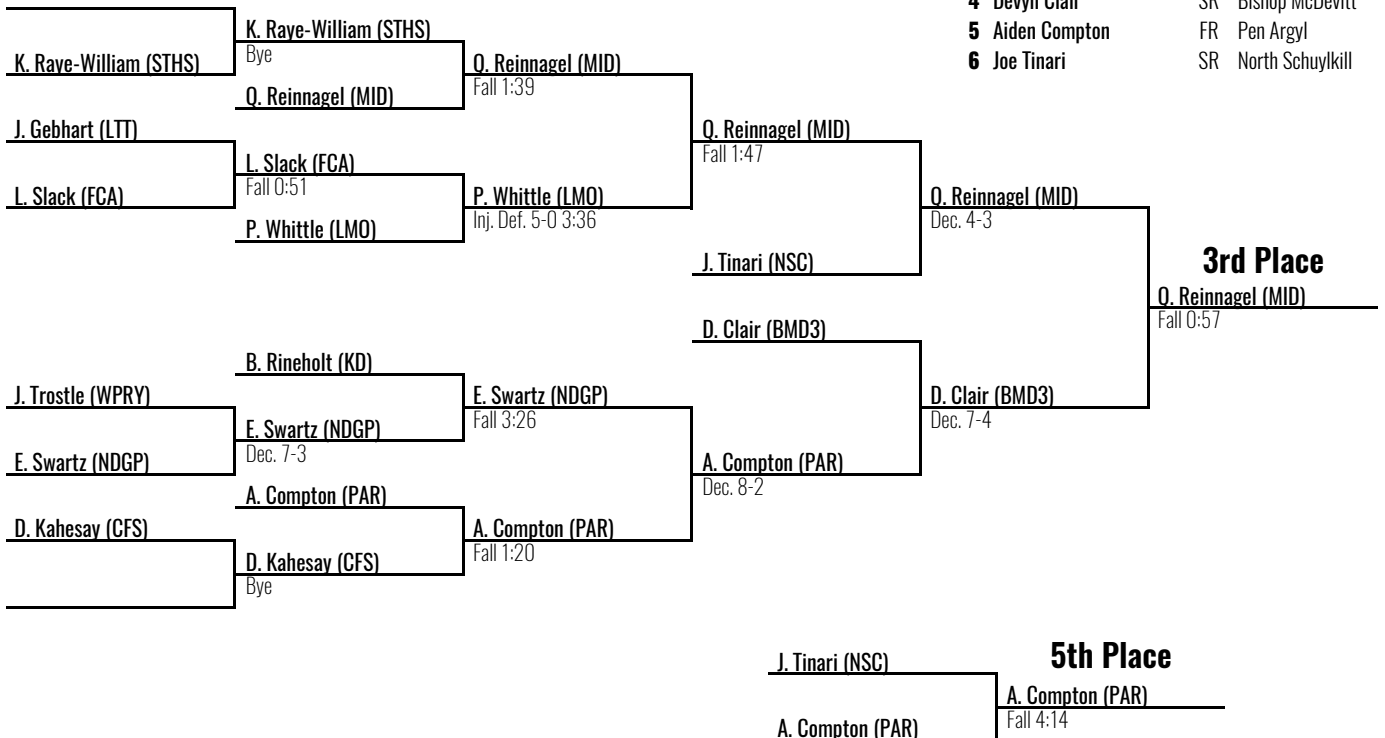 4 Devyn Clair SR Bishop McDevitt
5 Aiden Compton FR Pen Argyl
6 Joe Tinari SR North Schuylkill
K. Raye-William (STHS)
K. Raye-William (STHS)
Bye
Q. Reinnagel (MID)
Q. Reinnagel (MID)
Fall 1:39
J. Gebhart (LTT)
L. Slack (FCA)
L. Slack (FCA)
Fall 0:51
P. Whittle (LMO)
P. Whittle (LMO)
Inj. Def. 5-0 3:36
Q. Reinnagel (MID)
Fall 1:47
J. Tinari (NSC)
Q. Reinnagel (MID)
Dec. 4-3
3rd Place
Q. Reinnagel (MID)
Fall 0:57
D. Clair (BMD3)
B. Rineholt (KD)
J. Trostle (WPRY)
E. Swartz (NDGP)
E. Swartz (NDGP)
Dec. 7-3
E. Swartz (NDGP)
Fall 3:26
D. Clair (BMD3)
Dec. 7-4
A. Compton (PAR)
Dec. 8-2
A. Compton (PAR)
D. Kahesay (CFS)
D. Kahesay (CFS)
Bye
A. Compton (PAR)
Fall 1:20
5th Place
J. Tinari (NSC)
A. Compton (PAR)
A. Compton (PAR)
Fall 4:14